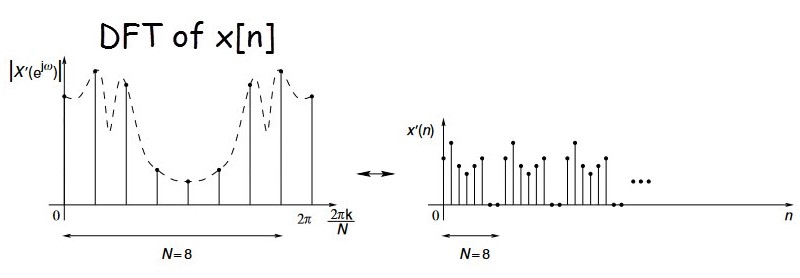 DFT of x[n]
|X'(e^jω)|
0
2π
2πk
N
N=8
x'(n)
0
n
N=8